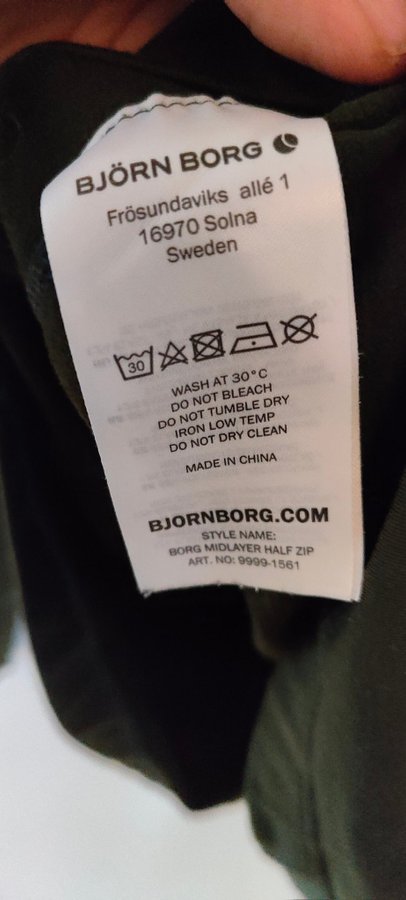 BJÖRN BORG
Frösundaviks allé 1
16970 Solna
Sweden
30
WASH AT 30°C
DO NOT BLEACH
DO NOT TUMBLE DRY
IRON LOW TEMP
DO NOT DRY CLEAN
MADE IN CHINA
BJORNBORG.COM
STYLE NAME:
BORG MIDLAYER HALF ZIP
ART. NO: 9999-1561